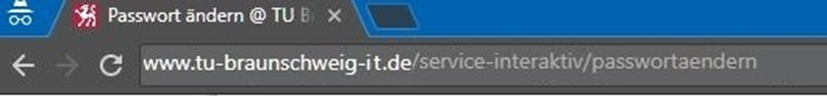 Passwort ändern @ TU B
www.tu-braunschweig-it.de/service-interaktiv/passwortaendern